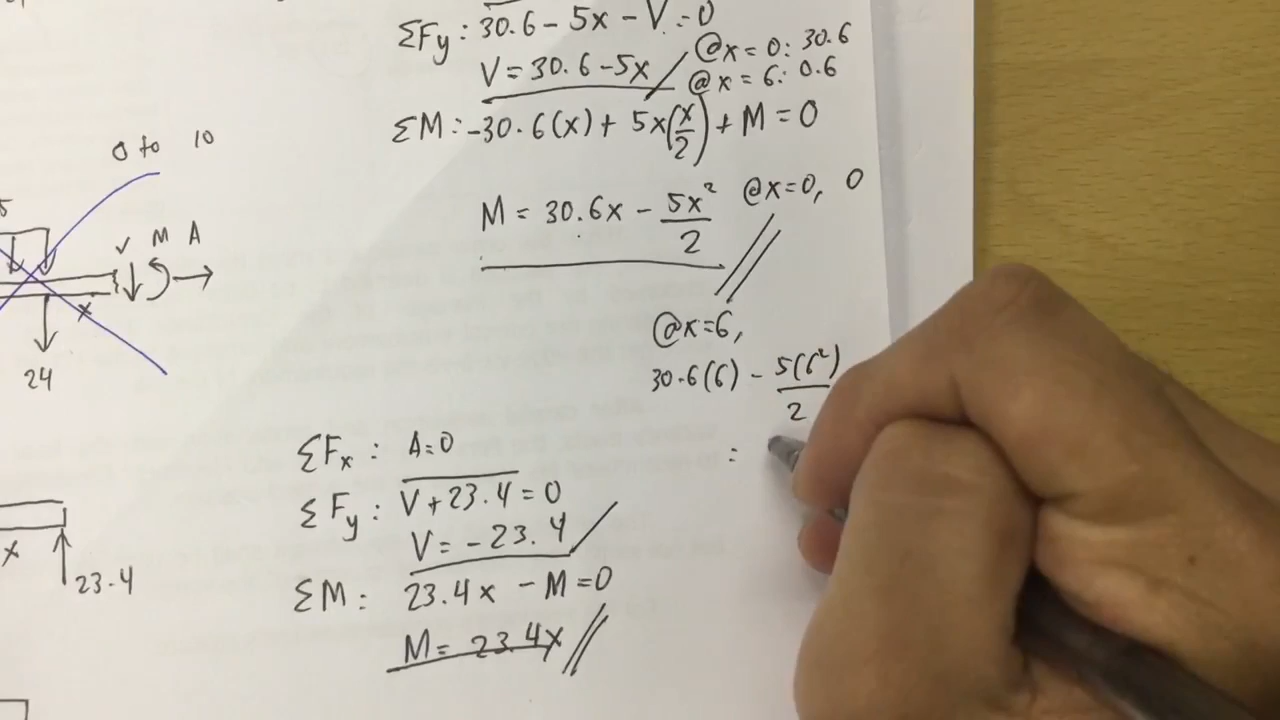 ΣFy : 30.6 - 5x - V = 0
V = 30.6 - 5x
@x = 0: 30.6
@x = 6: 0.6
ΣM : -30.6(x) + 5x(x/2) + M = 0
M = 30.6x - 5x²/2
@x=0, 0
@x=6,
30.6(6) - 5(6²)/2
=
0 to 10
5
V M A
x
24
ΣFx : A=0
ΣFy : V+23.4 = 0
V = -23.4
ΣM : 23.4x - M = 0
M = 23.4x
x
23.4